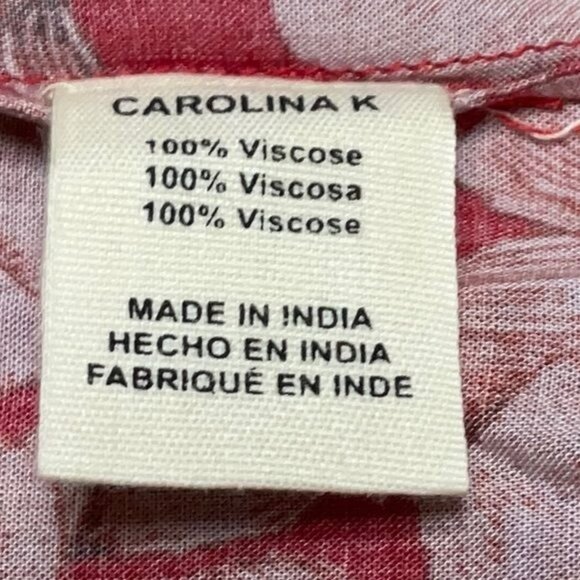 CAROLINA K
100% Viscose
100% Viscosa
100% Viscose
MADE IN INDIA
HECHO EN INDIA
FABRIQUÉ EN INDE